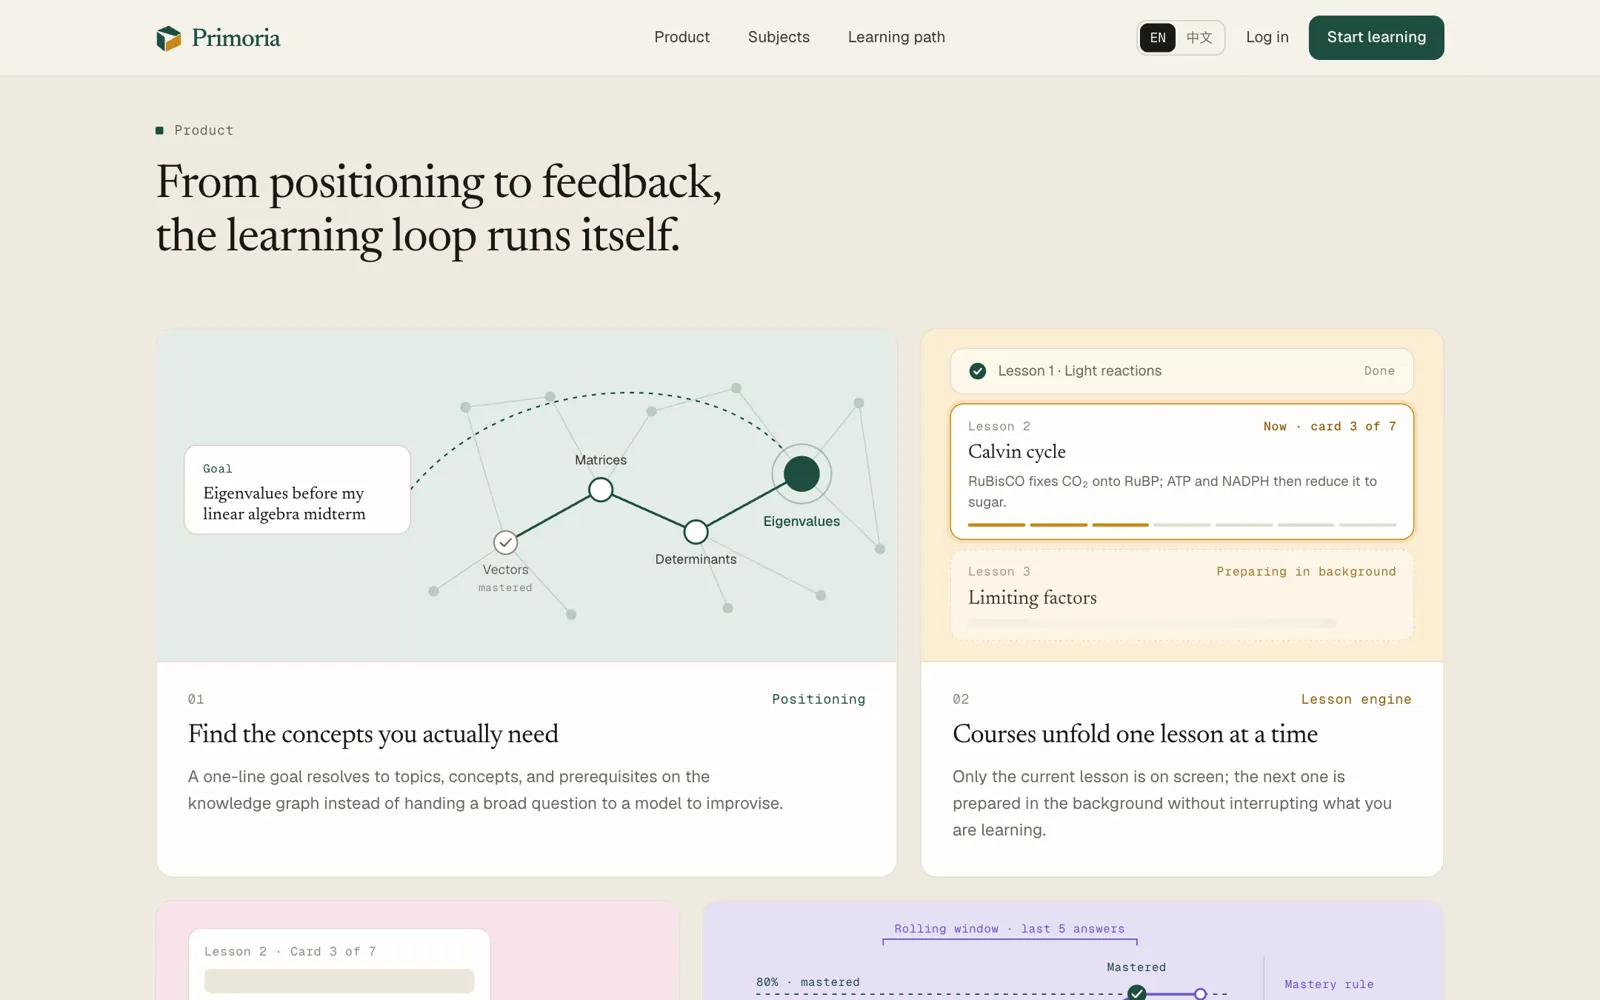 Primoria
Product
Subjects
Learning path
EN
中文
Log in
Start learning
Product
From positioning to feedback,
the learning loop runs itself.
Goal
Eigenvalues before my
linear algebra midterm
Matrices
Eigenvalues
Determinants
Vectors
mastered
Lesson 1 · Light reactions
Done
Lesson 2
Now · card 3 of 7
Calvin cycle
RuBisCO fixes CO₂ onto RuBP; ATP and NADPH then reduce it to
sugar.
Lesson 3
Preparing in background
Limiting factors
01
Positioning
Find the concepts you actually need
A one-line goal resolves to topics, concepts, and prerequisites on the
knowledge graph instead of handing a broad question to a model to improvise.
02
Lesson engine
Courses unfold one lesson at a time
Only the current lesson is on screen; the next one is
prepared in the background without interrupting what you
are learning.
Lesson 2 · Card 3 of 7
Rolling window · last 5 answers
Mastered
80% · mastered
Mastery rule